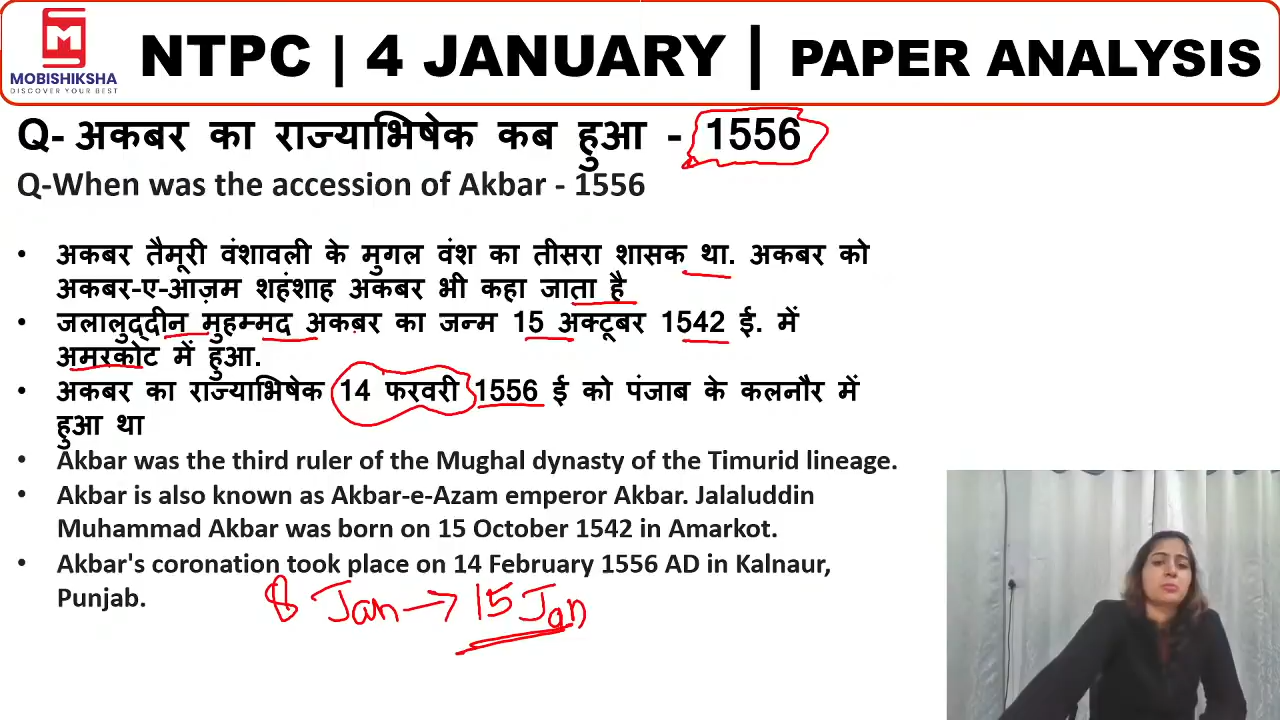 MOBISHIKSHA
DISCOVER YOUR BEST
NTPC | 4 JANUARY | PAPER ANALYSIS
Q- अकबर का राज्याभिषेक कब हुआ - 1556
Q-When was the accession of Akbar - 1556
• अकबर तैमूरी वंशावली के मुगल वंश का तीसरा शासक था. अकबर को
अकबर-ए-आज़म शहंशाह अकबर भी कहा जाता है
• जलालुद्दीन मुहम्मद अकबर का जन्म 15 अक्टूबर 1542 ई. में
अमरकोट में हुआ.
• अकबर का राज्याभिषेक 14 फरवरी 1556 ई को पंजाब के कलनौर में
हुआ था
• Akbar was the third ruler of the Mughal dynasty of the Timurid lineage.
• Akbar is also known as Akbar-e-Azam emperor Akbar. Jalaluddin
Muhammad Akbar was born on 15 October 1542 in Amarkot.
• Akbar's coronation took place on 14 February 1556 AD in Kalnaur,
Punjab.
8 Jan → 15 Jan